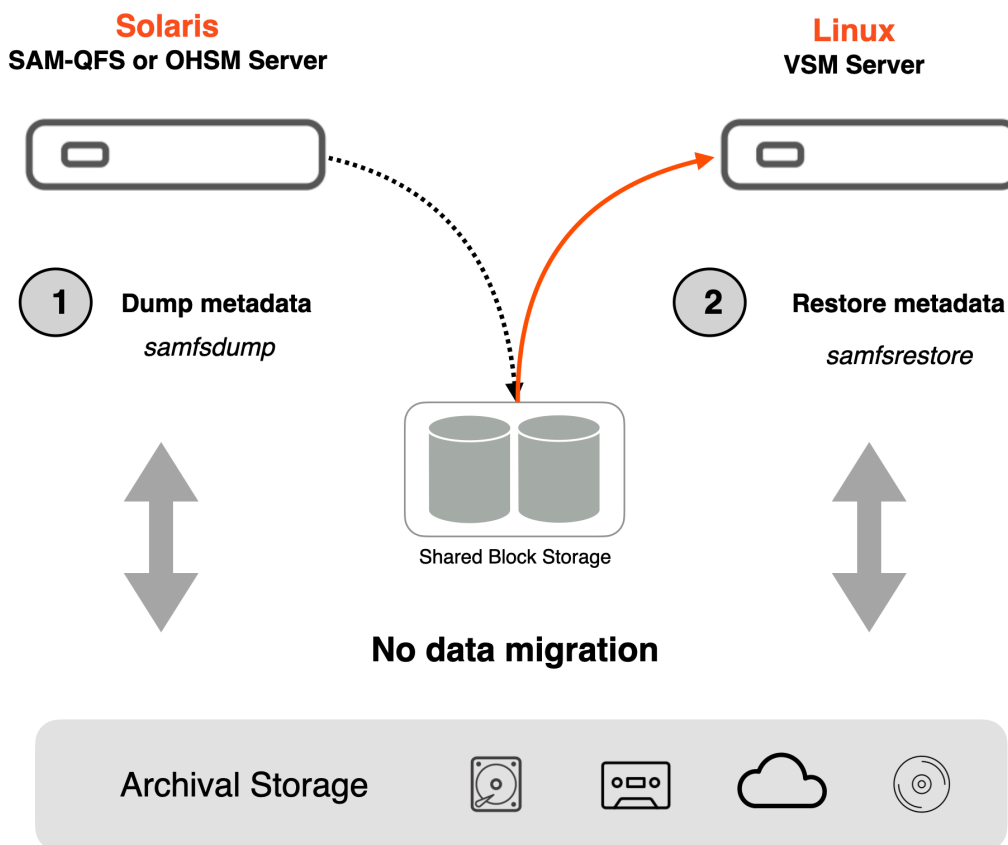 Solaris
SAM-QFS or OHSM Server
Linux
VSM Server
1
Dump metadata
samfsdump
2
Restore metadata
samfsrestore
Shared Block Storage
No data migration
Archival Storage